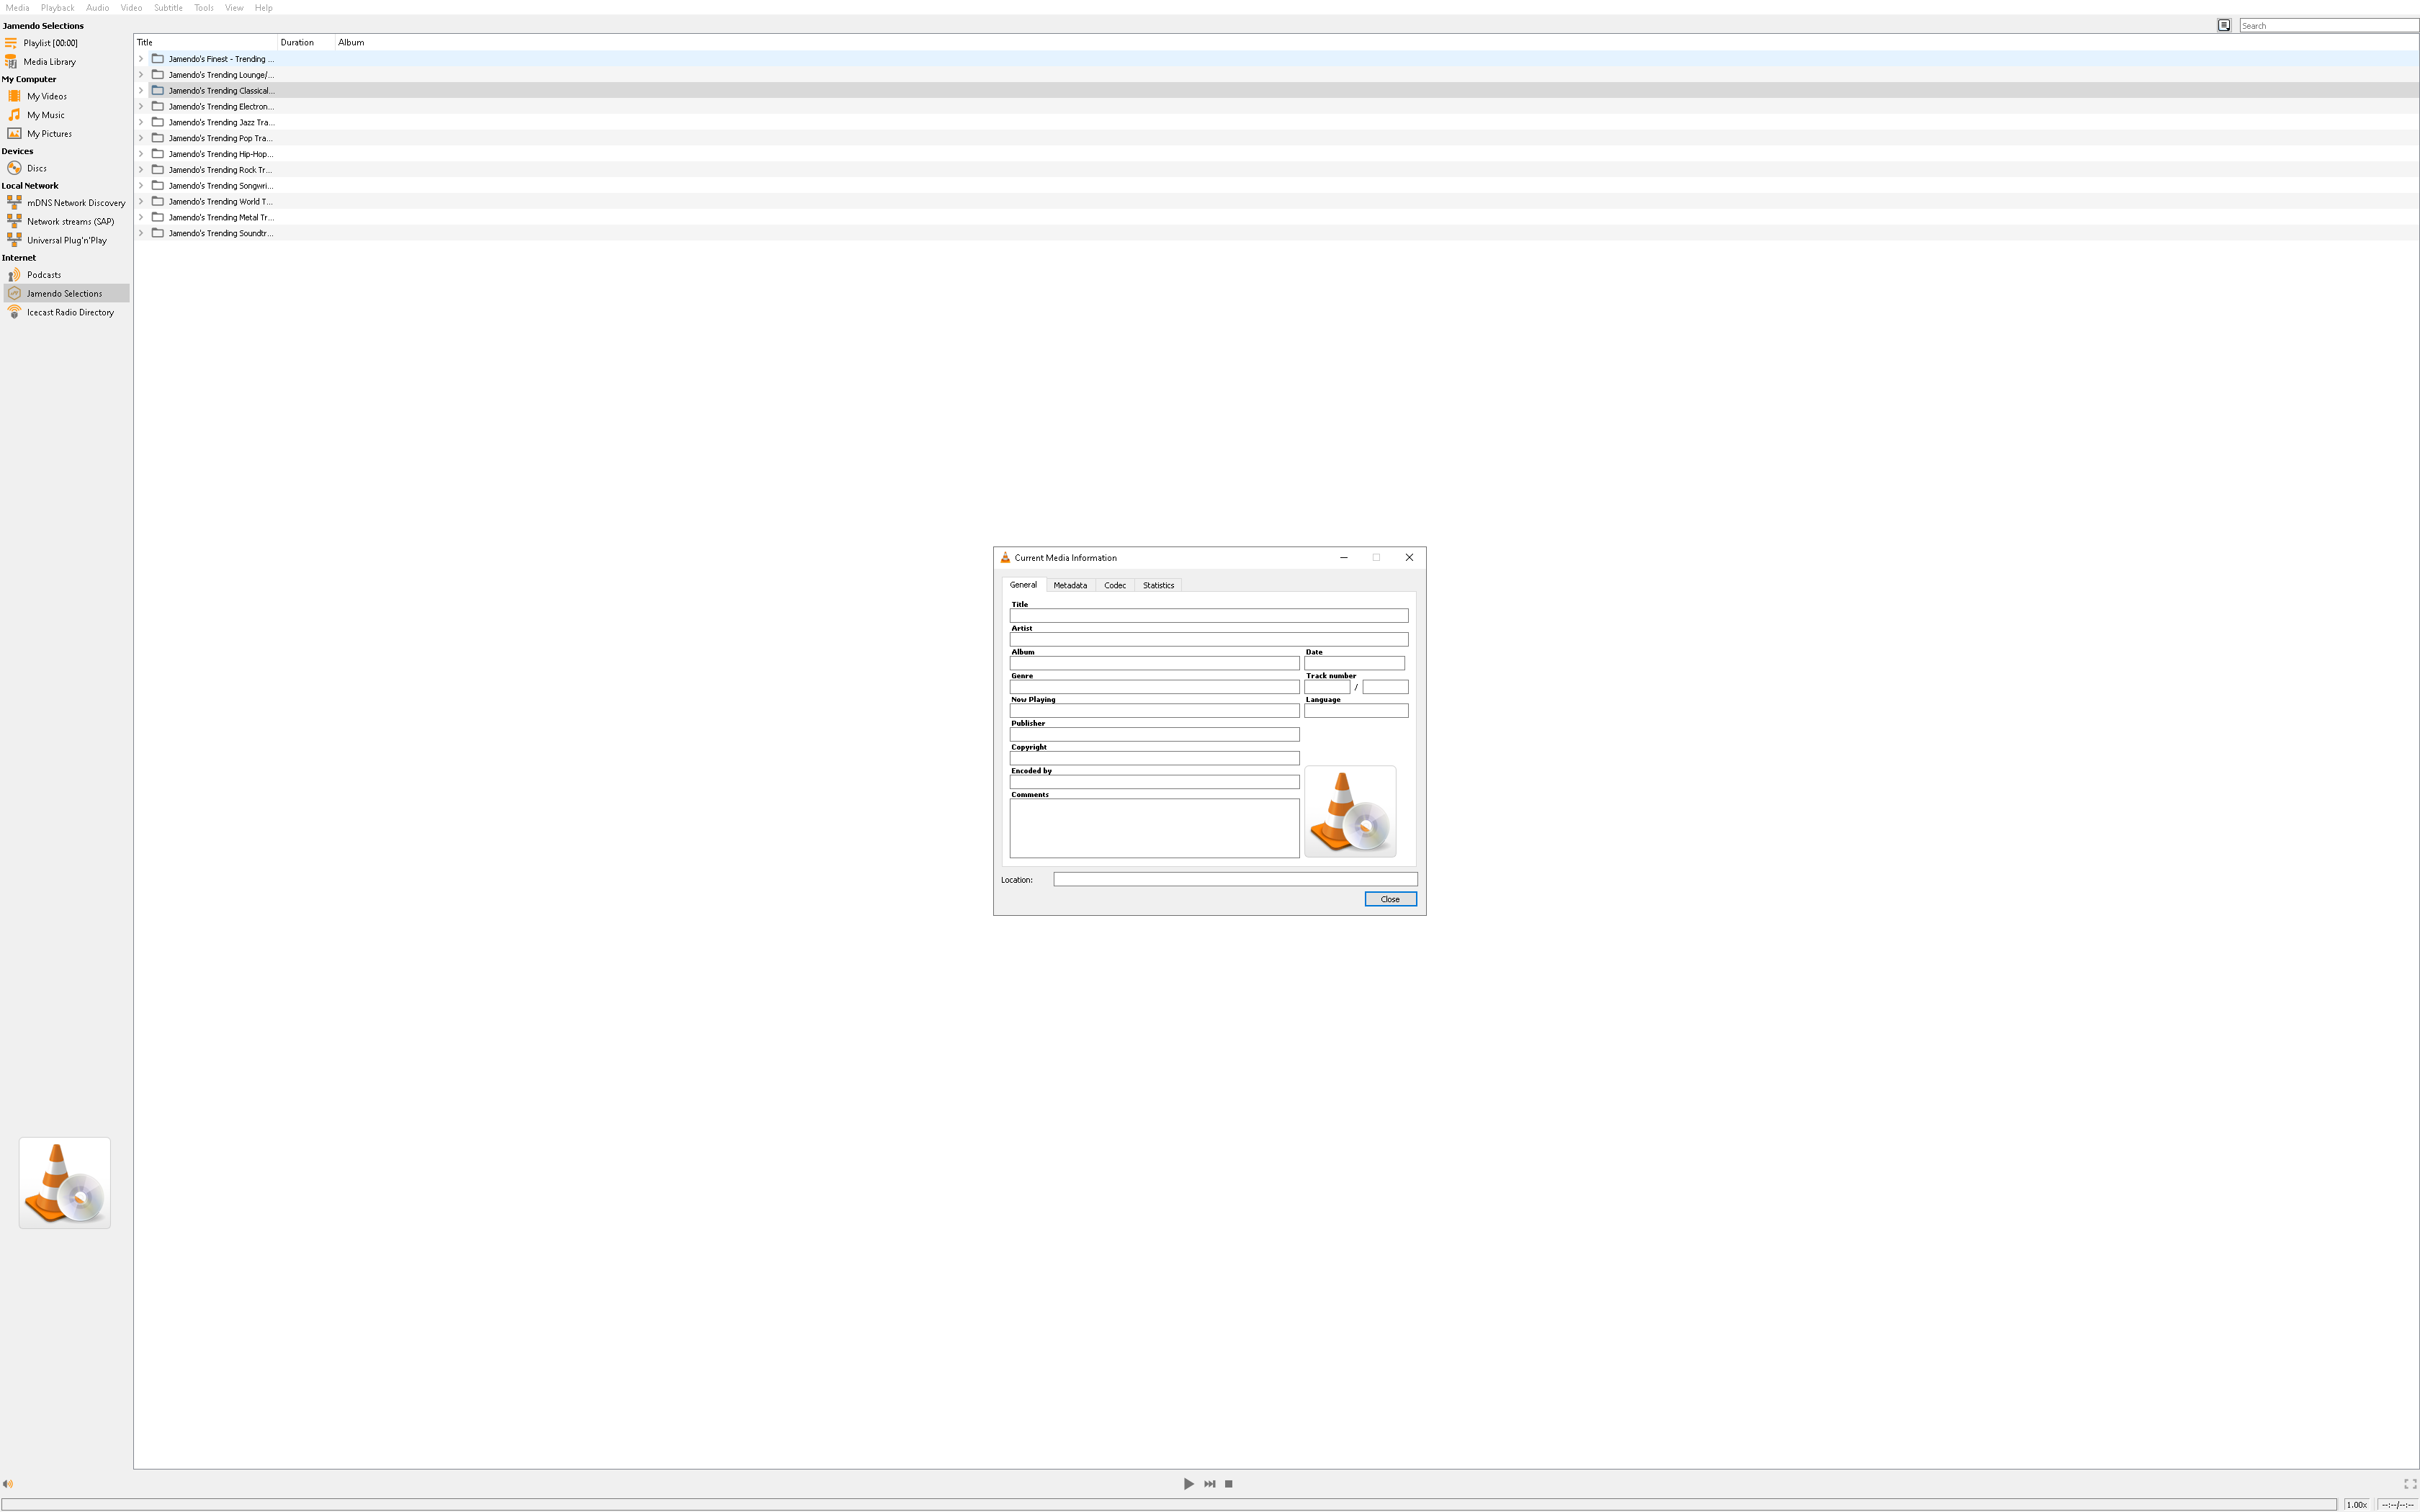 Media Playback Audio Video Subtitle Tools View Help
Jamendo Selections
Search
Playlist [00:00]
Media Library
My Computer
My Videos
My Music
My Pictures
Devices
Discs
Local Network
mDNS Network Discovery
Network streams (SAP)
Universal Plug'n'Play
Internet
Podcasts
Jamendo Selections
Icecast Radio Directory
Title Duration Album
Jamendo's Finest - Trending ...
Jamendo's Trending Lounge/...
Jamendo's Trending Classical...
Jamendo's Trending Electron...
Jamendo's Trending Jazz Tra...
Jamendo's Trending Pop Tra...
Jamendo's Trending Hip-Hop...
Jamendo's Trending Rock Tr...
Jamendo's Trending Songwri...
Jamendo's Trending World T...
Jamendo's Trending Metal Tr...
Jamendo's Trending Soundtr...
Current Media Information
General Metadata Codec Statistics
Title
Artist
Album Date
Genre Track number
/
Now Playing Language
Publisher
Copyright
Encoded by
Comments
Location:
Close
1.00x --:--/--:--